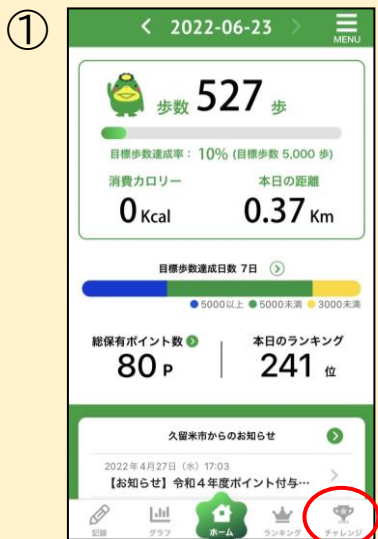 ①
2022-06-23
MENU
歩数 527 歩
目標歩数達成率： 10% (目標歩数 5,000 歩)
消費カロリー 本日の距離
0 Kcal 0.37 Km
目標歩数達成日数 7日
5000以上 5000未満 3000未満
総保有ポイント数 本日のランキング
80 P 241 位
久留米市からのお知らせ
2022年4月27日（水）17:03
【お知らせ】令和４年度ポイント付与…
記録 グラフ ホーム ランキング チャレンジ